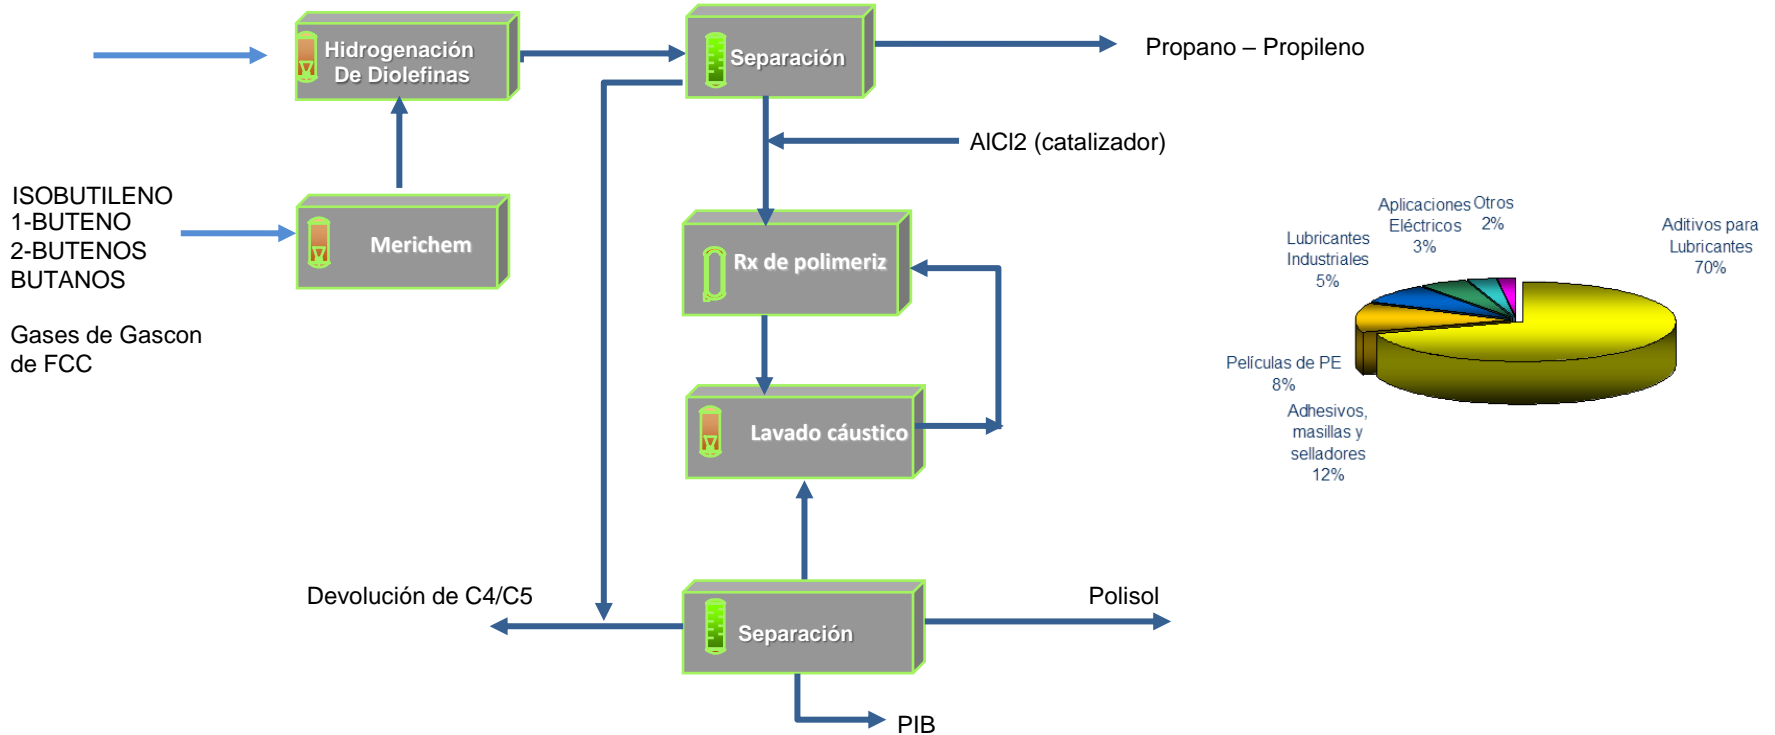 Hidrogenación
De Diolefinas
Separación
Propano – Propileno
AlCl2 (catalizador)
ISOBUTILENO
1-BUTENO
2-BUTENOS
BUTANOS
Gases de Gascon
de FCC
Merichem
Rx de polimeriz
Lavado cáustico
Devolución de C4/C5
Separación
Polisol
PIB
Aplicaciones
Eléctricos
3%
Otros
2%
Aditivos para
Lubricantes
70%
Lubricantes
Industriales
5%
Películas de PE
8%
Adhesivos,
masillas y
selladores
12%